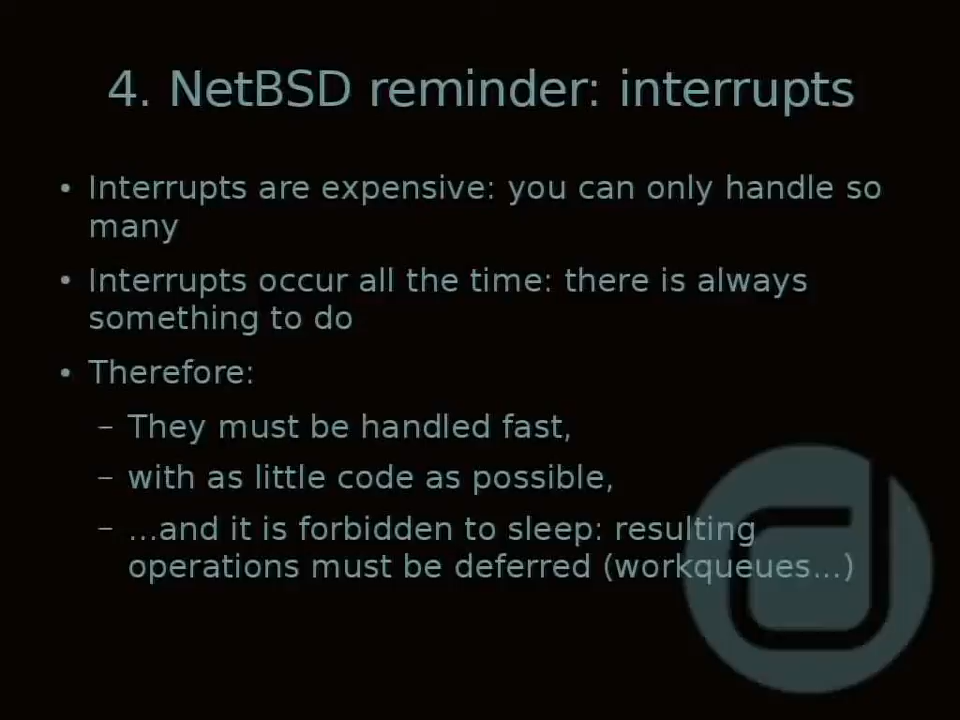 4. NetBSD reminder: interrupts
• Interrupts are expensive: you can only handle so
many
• Interrupts occur all the time: there is always
something to do
• Therefore:
– They must be handled fast,
– with as little code as possible,
– ...and it is forbidden to sleep: resulting
operations must be deferred (workqueues...)